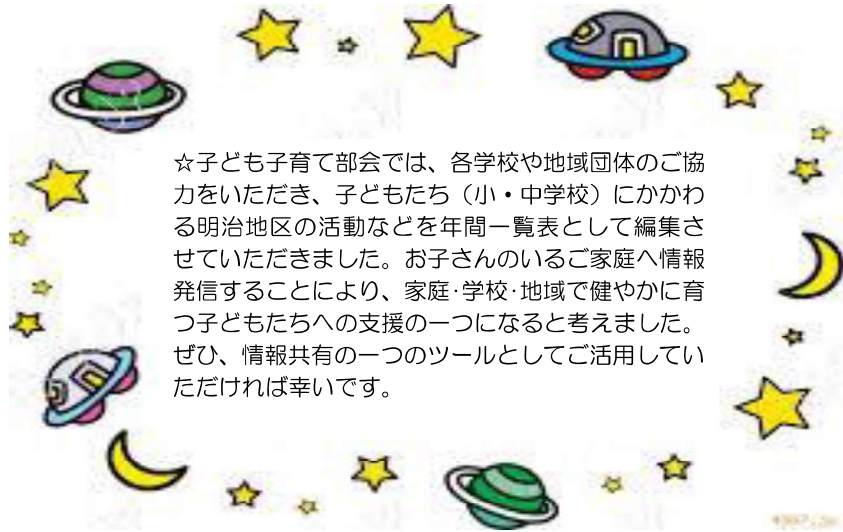 ☆子ども子育て部会では、各学校や地域団体のご協
力をいただき、子どもたち（小・中学校）にかかわ
る明治地区の活動などを年間一覧表として編集さ
せていただきました。お子さんのいるご家庭へ情報
発信することにより、家庭･学校･地域で健やかに育
つ子どもたちへの支援の一つになると考えました。
ぜひ、情報共有の一つのツールとしてご活用してい
ただければ幸いです。